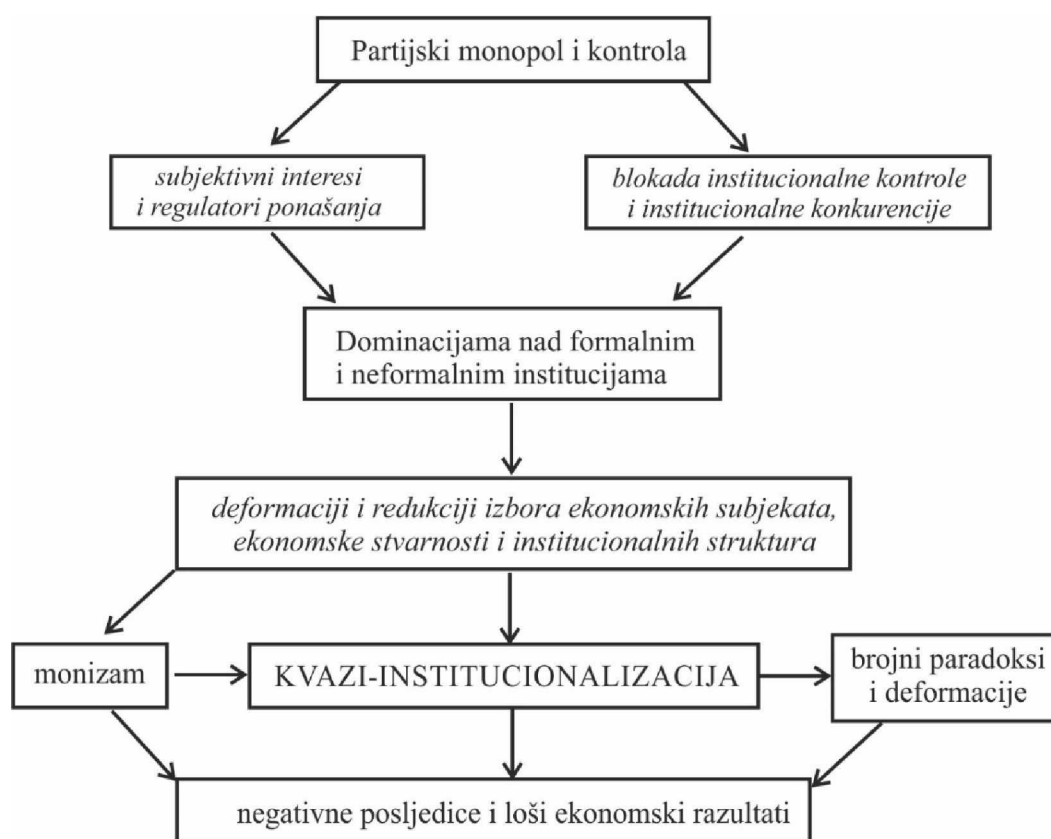 Partijski monopol i kontrola
subjektivni interesi
i regulatori ponašanja
blokada institucionalne kontrole
i institucionalne konkurencije
Dominacijama nad formalnim
i neformalnim institucijama
deformaciji i redukciji izbora ekonomskih subjekata,
ekonomske stvarnosti i institucionalnih struktura
monizam
KVAZI-INSTITUCIONALIZACIJA
brojni paradoksi
i deformacije
negativne posljedice i loši ekonomski razultati